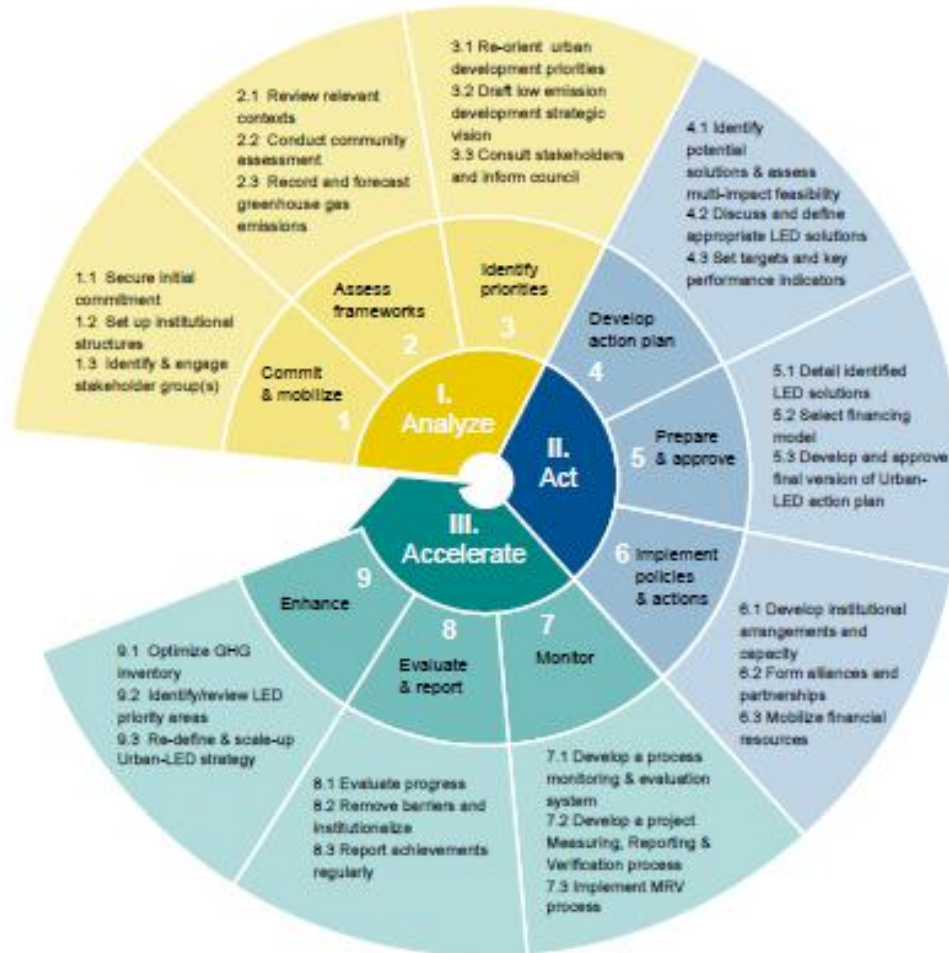 I.
Analyze
1
Commit
& mobilize
1.1 Secure initial
commitment
1.2 Set up institutional
structures
1.3 Identify & engage
stakeholder group(s)
2
Assess
frameworks
2.1 Review relevant
contexts
2.2 Conduct community
assessment
2.3 Record and forecast
greenhouse gas
emissions
3
Identify
priorities
3.1 Re-orient urban
development priorities
3.2 Draft low emission
development strategic
vision
3.3 Consult stakeholders
and inform council
II.
Act
4
Develop
action plan
4.1 Identify
potential
solutions & assess
multi-impact feasibility
4.2 Discuss and define
appropriate LED solutions
4.3 Set targets and key
performance indicators
5
Prepare
& approve
5.1 Detail identified
LED solutions
5.2 Select financing
model
5.3 Develop and approve
final version of Urban-
LED action plan
6
Implement
policies
& actions
6.1 Develop institutional
arrangements and
capacity
6.2 Form alliances and
partnerships
6.3 Mobilize financial
resources
III.
Accelerate
7
Monitor
7.1 Develop a process
monitoring & evaluation
system
7.2 Develop a project
Measuring, Reporting &
Verification process
7.3 Implement MRV
process
8
Evaluate
& report
8.1 Evaluate progress
8.2 Remove barriers and
institutionalize
8.3 Report achievements
regularly
9
Enhance
9.1 Optimize GHG
inventory
9.2 Identify/review LED
priority areas
9.3 Re-define & scale-up
Urban-LED strategy